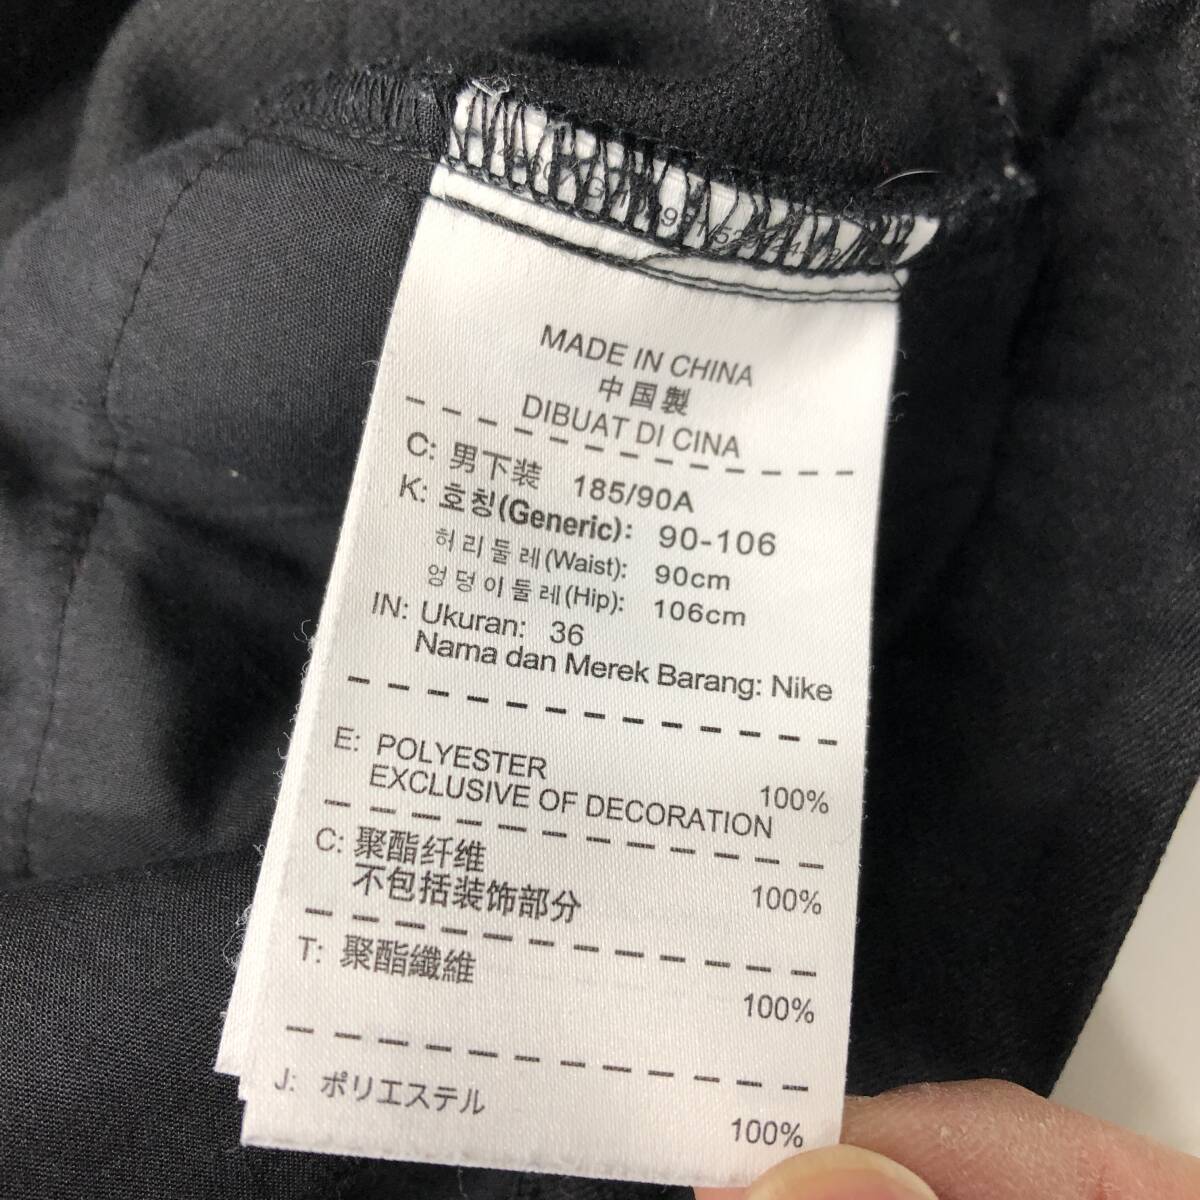 MADE IN CHINA
中国製
DIBUAT DI CINA
C: 男下装 185/90A
K: 호칭(Generic): 90-106
허리둘레(Waist): 90cm
엉덩이둘레(Hip): 106cm
IN: Ukuran: 36
Nama dan Merek Barang: Nike
E: POLYESTER 100%
EXCLUSIVE OF DECORATION
C: 聚酯纤维 100%
不包括装饰部分
T: 聚酯纖維 100%
J: ポリエステル 100%